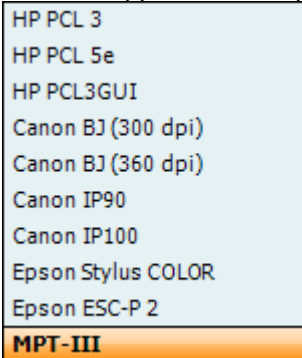 HP PCL 3
HP PCL 5e
HP PCL3GUI
Canon BJ (300 dpi)
Canon BJ (360 dpi)
Canon IP90
Canon IP100
Epson Stylus COLOR
Epson ESC-P 2
MPT-III